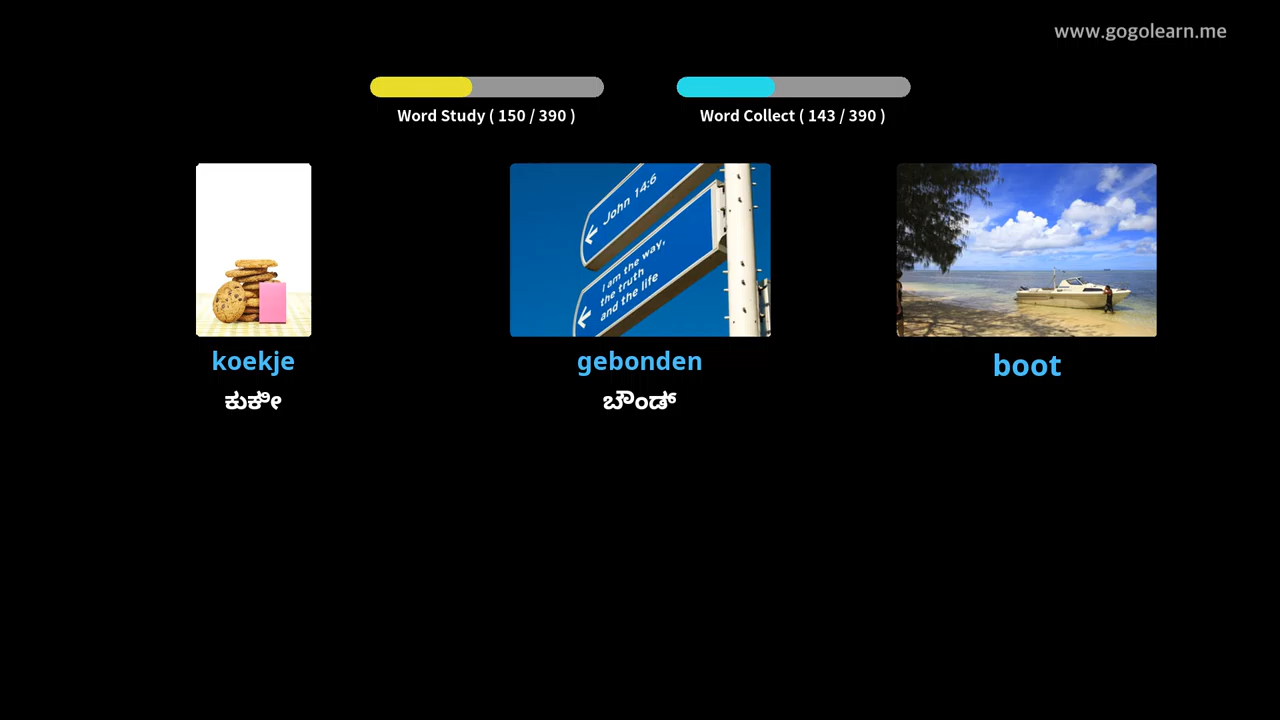 www.gogolearn.me
Word Study ( 150 / 390 )
Word Collect ( 143 / 390 )
John 14:6
I am the way,
the truth
and the life
koekje
gebonden
boot
ಕುಕೀ
ಬೌಂಡ್